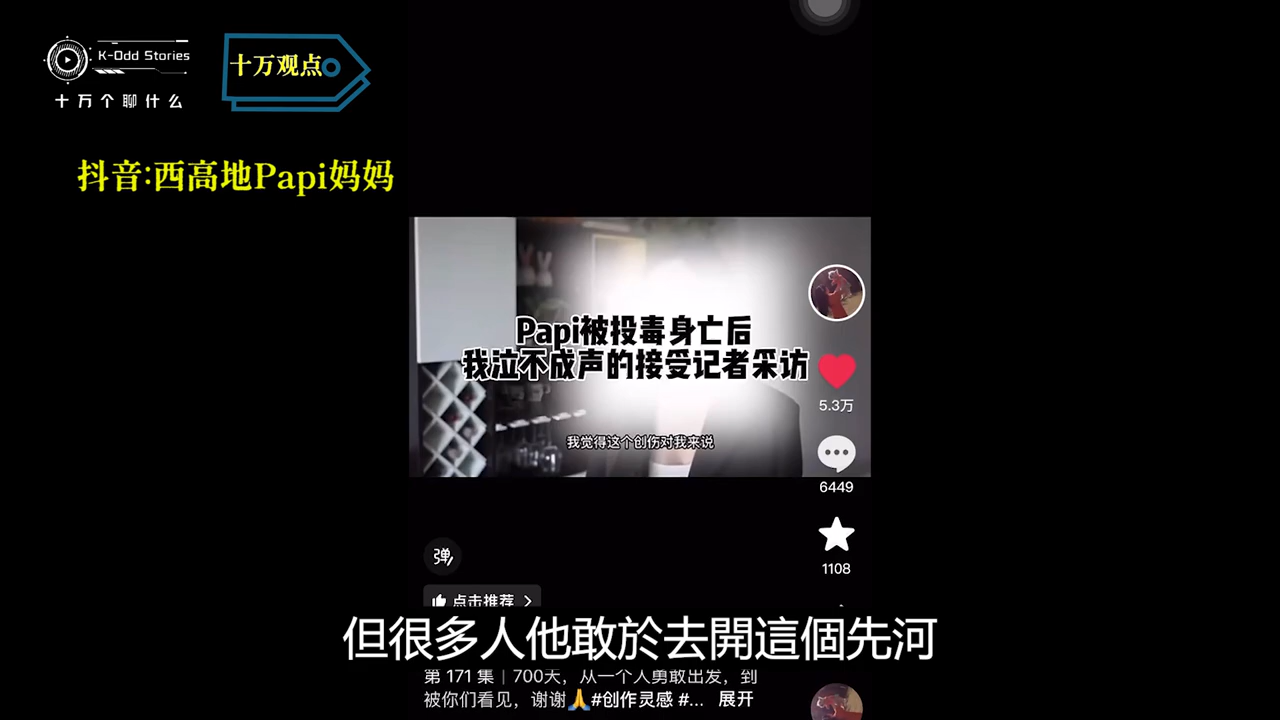 K-Odd Stories
十万个聊什么
十万观点
抖音:西高地Papi妈妈
Papi被投毒身亡后
我泣不成声的接受记者采访
我觉得这个创伤对我来说
5.3万
6449
1108
弹
点击推荐 >
但很多人他敢於去開這個先河
第 171 集 | 700天，从一个人勇敢出发，到
被你们看见，谢谢🙏#创作灵感 #... 展开